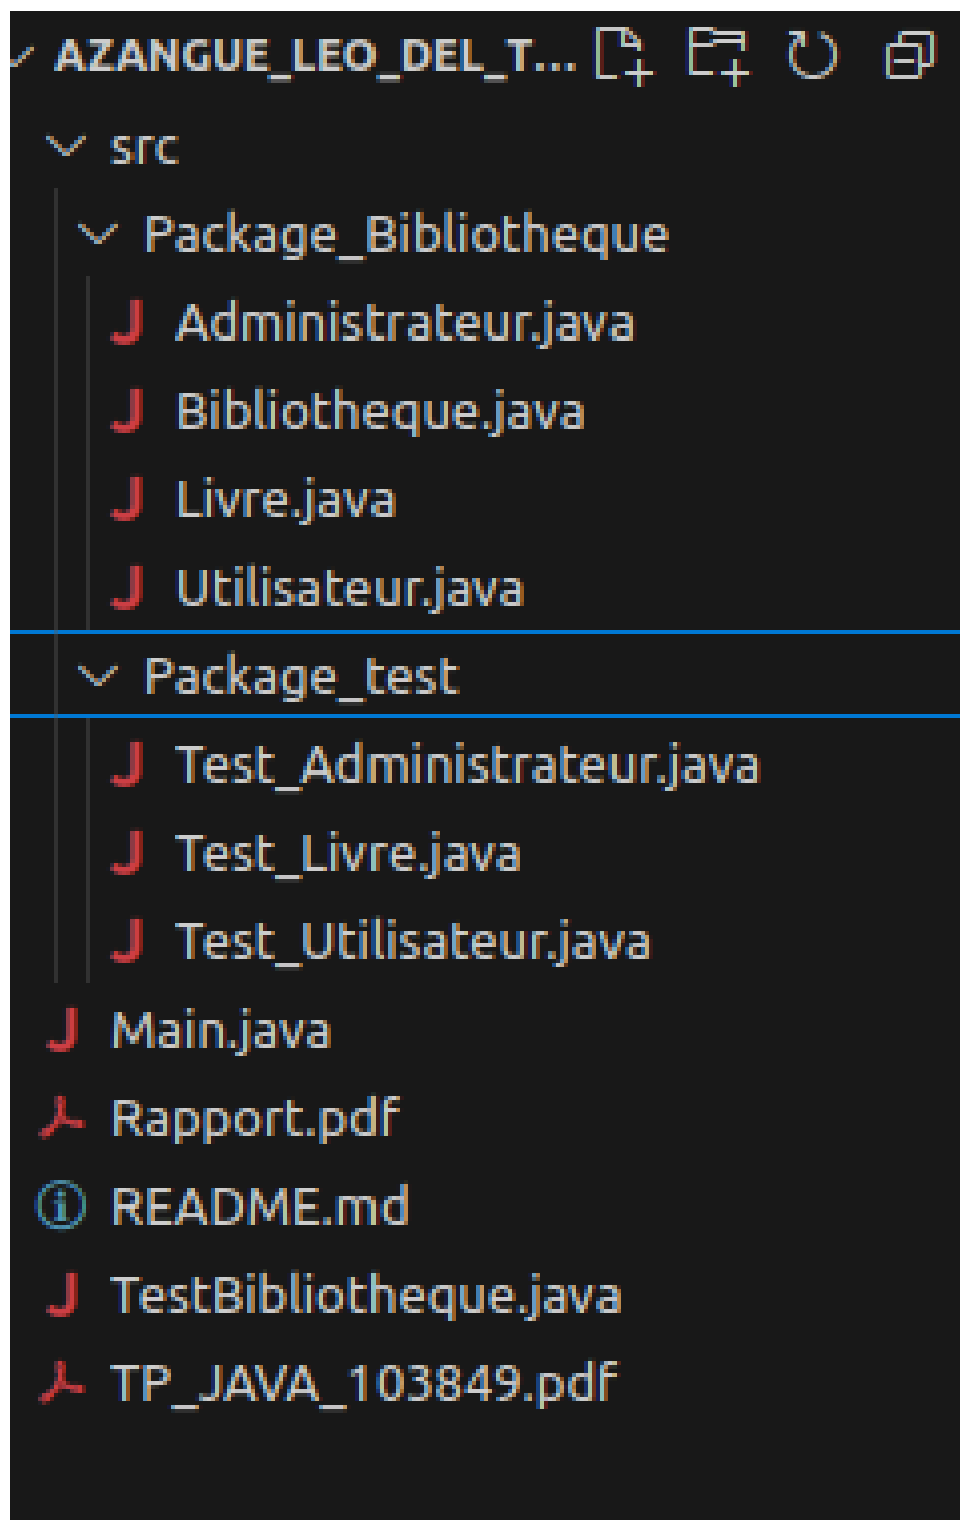 AZANGUE_LEO_DEL_T...
src
Package_Bibliotheque
Administrateur.java
Bibliotheque.java
Livre.java
Utilisateur.java
Package_test
Test_Administrateur.java
Test_Livre.java
Test_Utilisateur.java
Main.java
Rapport.pdf
README.md
TestBibliotheque.java
TP_JAVA_103849.pdf